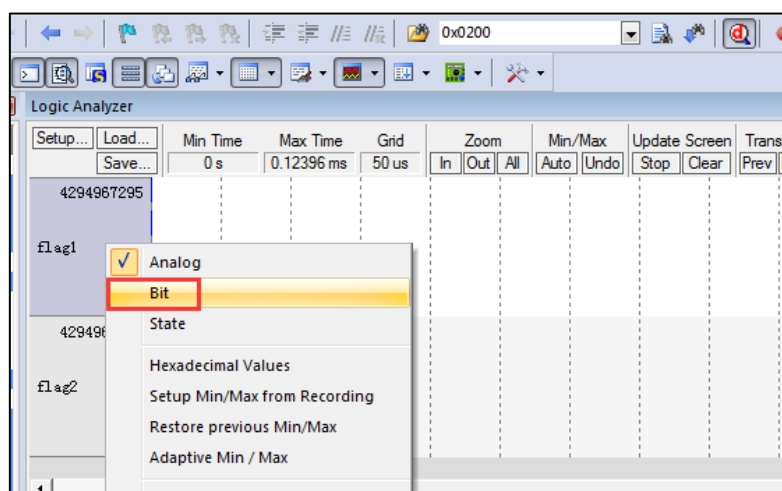 0x0200
Logic Analyzer
Setup... Load... Min Time Max Time Grid Zoom Min/Max Update Screen Trans
Save... 0 s 0.12396 ms 50 us In Out All Auto Undo Stop Clear Prev
4294967295
flag1
Analog
Bit
State
42949
Hexadecimal Values
flag2
Setup Min/Max from Recording
Restore previous Min/Max
Adaptive Min / Max